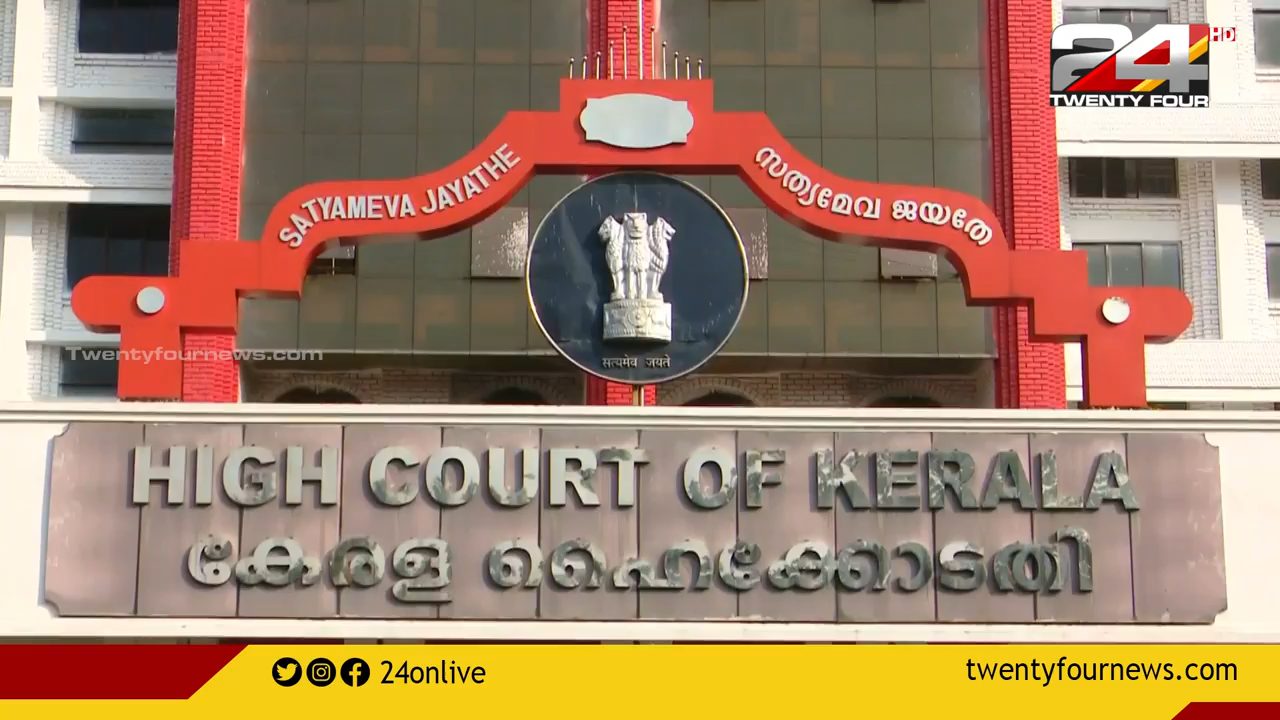 24 HD
TWENTY FOUR
SATYAMEVA JAYATHE
സത്യമേവ ജയതേ
सत्यमेव जयते
Twentyfournews.com
HIGH COURT OF KERALA
കേരള ഹൈക്കോടതി
24onlive
twentyfournews.com